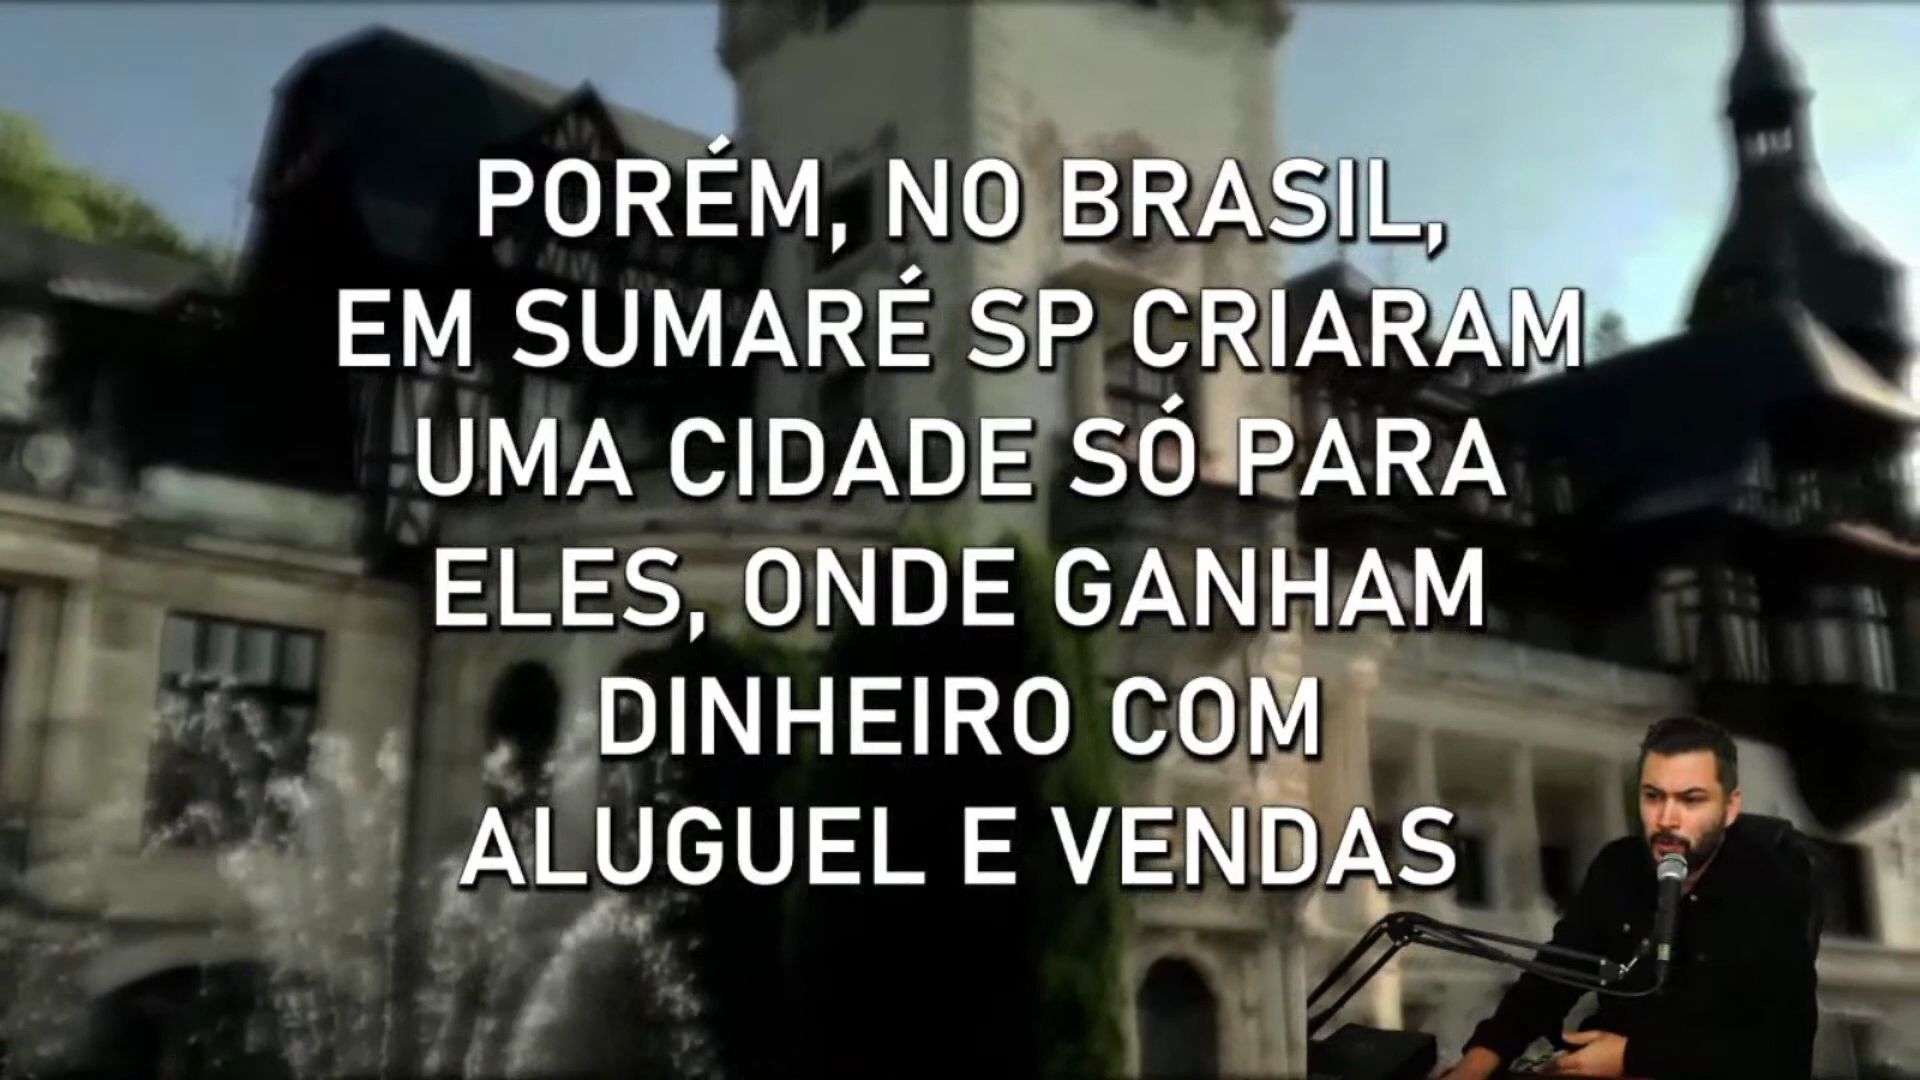 PORÉM, NO BRASIL,
EM SUMARÉ SP CRIARAM
UMA CIDADE SÓ PARA
ELES, ONDE GANHAM
DINHEIRO COM
ALUGUEL E VENDAS